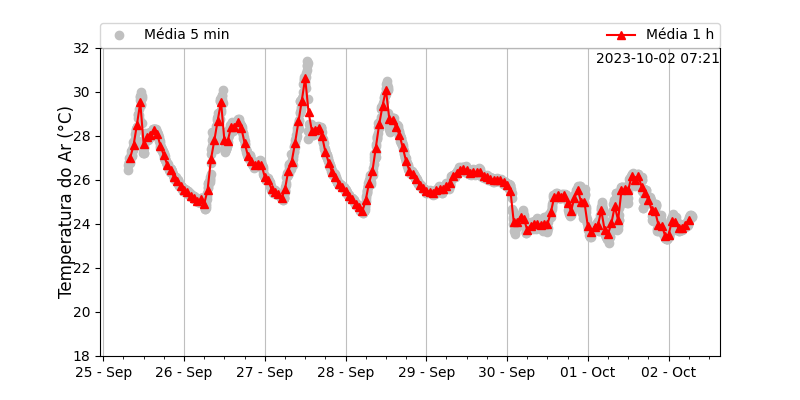 Média 5 min
Média 1 h
2023-10-02 07:21
Temperatura do Ar (°C)
32
30
28
26
24
22
20
18
25 - Sep
26 - Sep
27 - Sep
28 - Sep
29 - Sep
30 - Sep
01 - Oct
02 - Oct